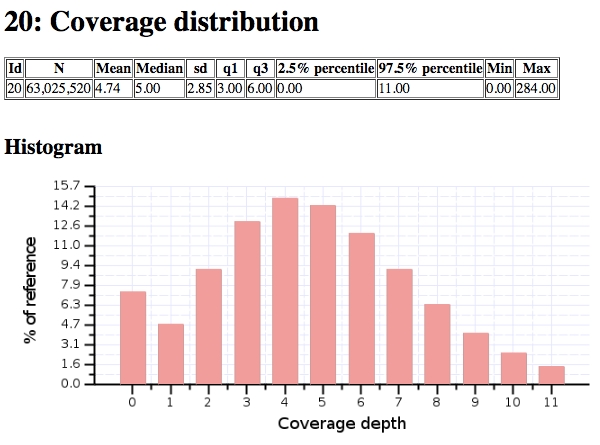 20: Coverage distribution
Id N Mean Median sd q1 q3 2.5% percentile 97.5% percentile Min Max
20 63,025,520 4.74 5.00 2.85 3.00 6.00 0.00 11.00 0.00 284.00
Histogram
15.7
14.2
12.6
11.0
9.4
7.9
6.3
4.7
3.1
1.6
0.0
% of reference
0 1 2 3 4 5 6 7 8 9 10 11
Coverage depth